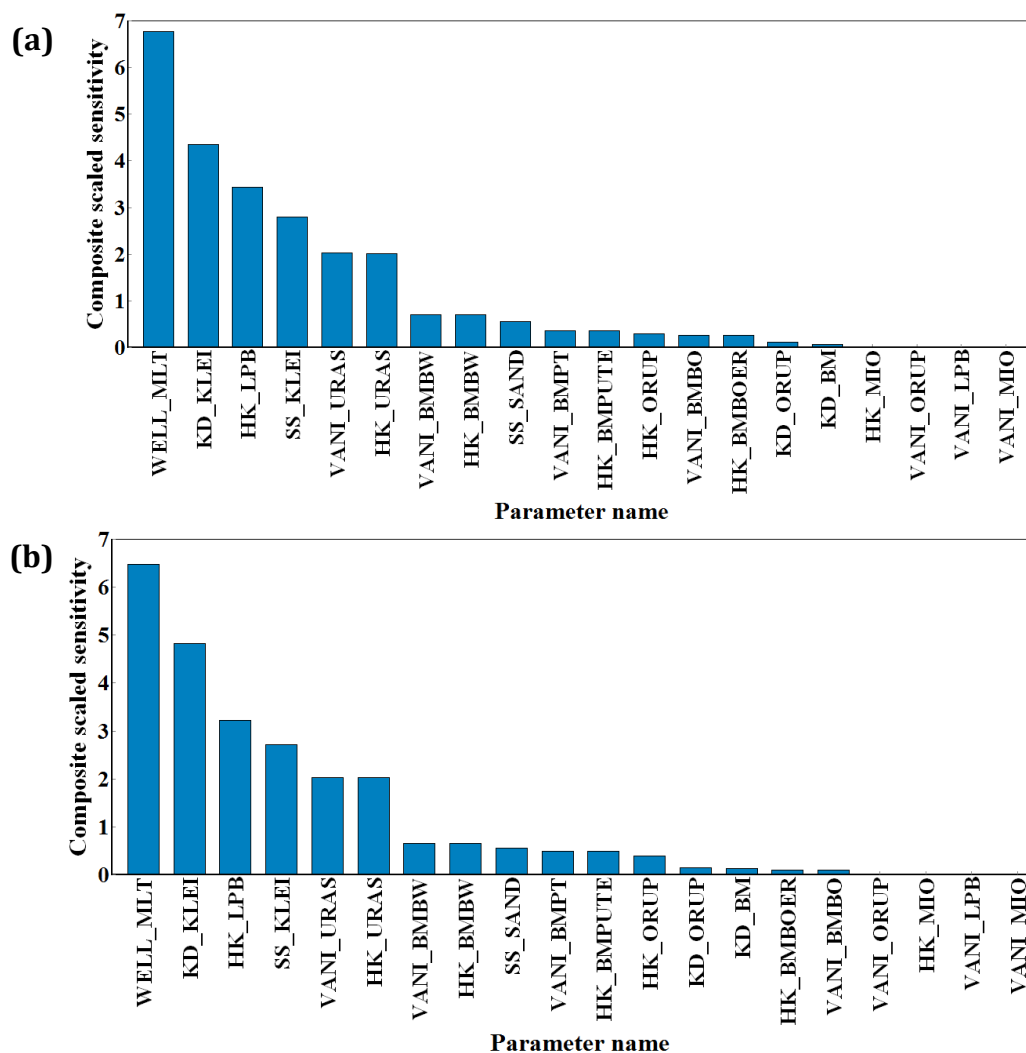 (a)
Composite scaled sensitivity
7
6
5
4
3
2
1
0
WELL_MLT
KD_KLEI
HK_LPB
SS_KLEI
VANI_URAS
HK_URAS
VANI_BMBW
HK_BMBW
SS_SAND
VANI_BMPT
HK_BMPUTE
HK_ORUP
VANI_BMBO
HK_BMBOER
KD_ORUP
KD_BM
HK_MIO
VANI_ORUP
VANI_LPB
VANI_MIO
Parameter name
(b)
Composite scaled sensitivity
7
6
5
4
3
2
1
0
WELL_MLT
KD_KLEI
HK_LPB
SS_KLEI
VANI_URAS
HK_URAS
VANI_BMBW
HK_BMBW
SS_SAND
VANI_BMPT
HK_BMPUTE
HK_ORUP
KD_ORUP
KD_BM
HK_BMBOER
VANI_BMBO
VANI_ORUP
HK_MIO
VANI_LPB
VANI_MIO
Parameter name